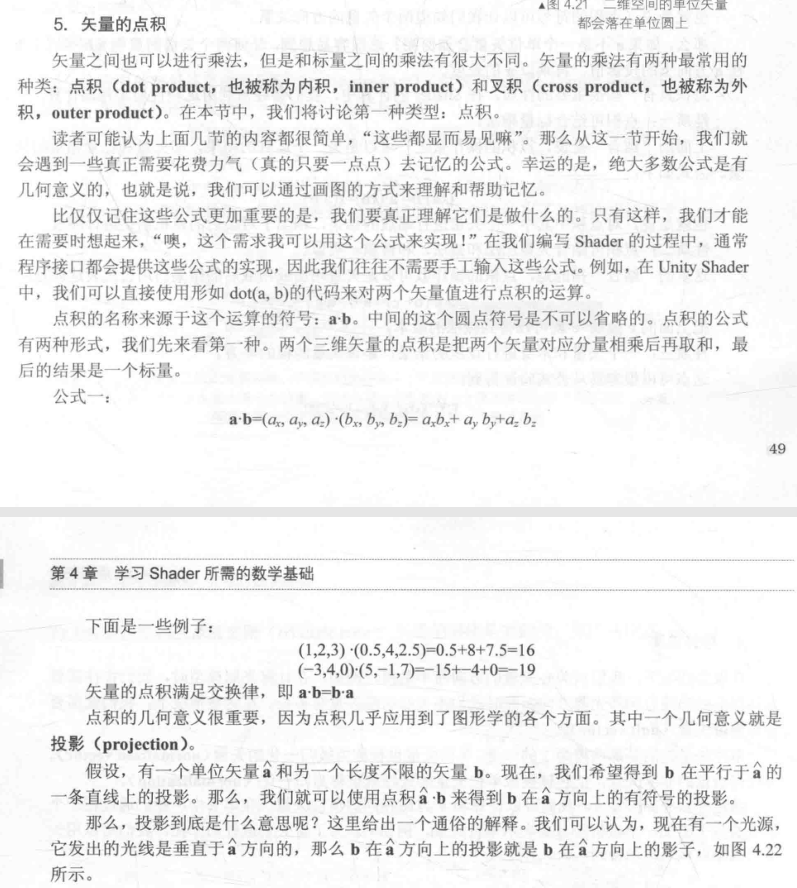 ▲图 4.21 二维空间的单位矢量
都会落在单位圆上
5. 矢量的点积
矢量之间也可以进行乘法，但是和标量之间的乘法有很大不同。矢量的乘法有两种最常用的
种类：点积（dot product，也被称为内积，inner product）和叉积（cross product，也被称为外
积，outer product）。在本节中，我们将讨论第一种类型：点积。
读者可能认为上面几节的内容都很简单，“这些都显而易见嘛”。那么从这一节开始，我们就
会遇到一些真正需要花费力气（真的只要一点点）去记忆的公式。幸运的是，绝大多数公式是有
几何意义的，也就是说，我们可以通过画图的方式来理解和帮助记忆。
比仅仅记住这些公式更加重要的是，我们要真正理解它们是做什么的。只有这样，我们才能
在需要时想起来，“噢，这个需求我可以用这个公式来实现！”在我们编写 Shader 的过程中，通常
程序接口都会提供这些公式的实现，因此我们往往不需要手工输入这些公式。例如，在 Unity Shader
中，我们可以直接使用形如 dot(a, b)的代码来对两个矢量值进行点积的运算。
点积的名称来源于这个运算的符号：a·b。中间的这个圆点符号是不可以省略的。点积的公式
有两种形式，我们先来看第一种。两个三维矢量的点积是把两个矢量对应分量相乘后再取和，最
后的结果是一个标量。
公式一：
a·b=(aₓ, a_y, a_z) ·(bₓ, b_y, b_z)= aₓbₓ+ a_y b_y+a_z b_z
49
第 4 章 学习 Shader 所需的数学基础
下面是一些例子：
(1,2,3) ·(0.5,4,2.5)=0.5+8+7.5=16
(−3,4,0)·(5,−1,7)=−15+−4+0=−19
矢量的点积满足交换律，即 a·b=b·a
点积的几何意义很重要，因为点积几乎应用到了图形学的各个方面。其中一个几何意义就是
投影（projection）。
假设，有一个单位矢量â和另一个长度不限的矢量 b。现在，我们希望得到 b 在平行于â的
一条直线上的投影。那么，我们就可以使用点积â·b 来得到 b 在â方向上的有符号的投影。
那么，投影到底是什么意思呢？这里给出一个通俗的解释。我们可以认为，现在有一个光源，
它发出的光线是垂直于â方向的，那么 b 在â方向上的投影就是 b 在â方向上的影子，如图 4.22
所示。